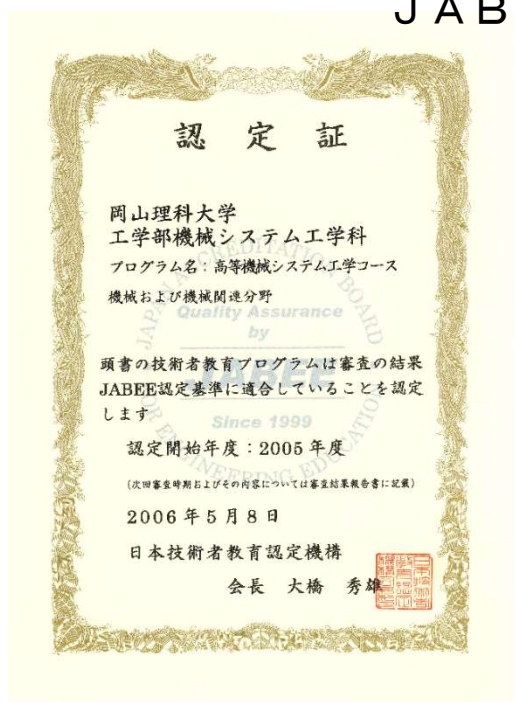 JAB
認定証
岡山理科大学
工学部機械システム工学科
プログラム名:高等機械システム工学コース
機械および機械関連分野
JAPAN ACCREDITATION BOARD
Quality Assurance
by
JABEE
Since 1999
FOR ENGINEERING EDUCATION
頭書の技術者教育プログラムは審査の結果
JABEE認定基準に適合していることを認定
します
認定開始年度:2005年度
(次回審査時期およびその内容については審査結果報告書に記載)
2006年5月8日
日本技術者教育認定機構
会長 大橋 秀雄